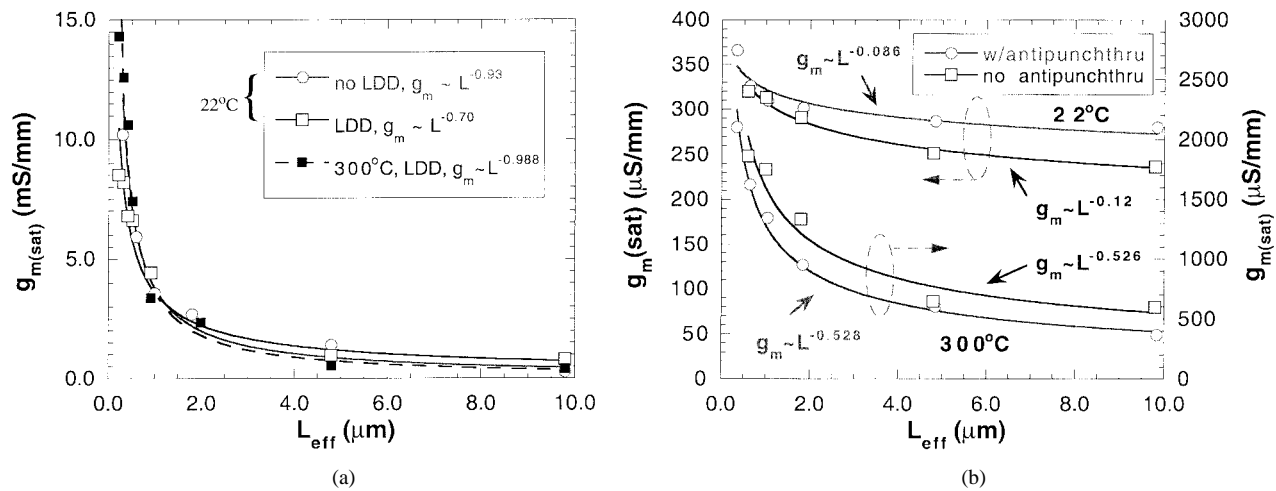 15.0
10.0
5.0
0.0
g_m(sat) (mS/mm)
22°C
no LDD, g_m ~ L^-0.93
LDD, g_m ~ L^-0.70
300°C, LDD, g_m~L^-0.988
0.0 2.0 4.0 6.0 8.0 10.0
L_eff (μm)
(a)
400
350
300
250
200
150
100
50
0
g_m(sat) (μS/mm)
3000
2500
2000
1500
1000
500
0
g_m(sat) (μS/mm)
w/antipunchthru
no antipunchthru
g_m~L^-0.086
22°C
g_m~L^-0.12
g_m~L^-0.526
g_m~L^-0.528
300°C
0.0 2.0 4.0 6.0 8.0 10.0
L_eff (μm)
(b)